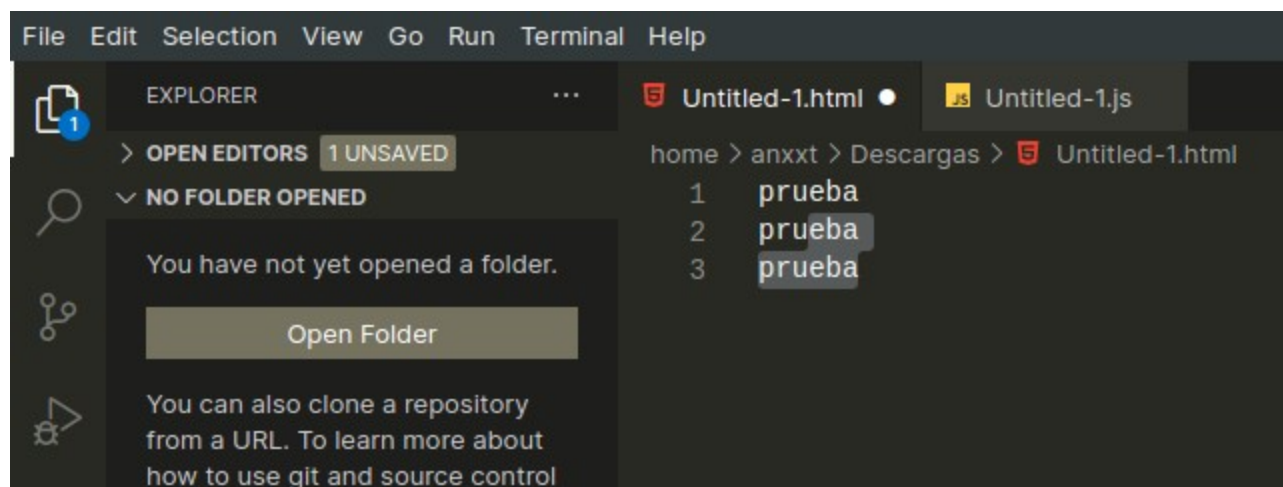 File Edit Selection View Go Run Terminal Help
EXPLORER ...
1
OPEN EDITORS 1 UNSAVED
NO FOLDER OPENED
You have not yet opened a folder.
Open Folder
You can also clone a repository
from a URL. To learn more about
how to use git and source control
Untitled-1.html JS Untitled-1.js
home > anxxt > Descargas > Untitled-1.html
1 prueba
2 prueba
3 prueba